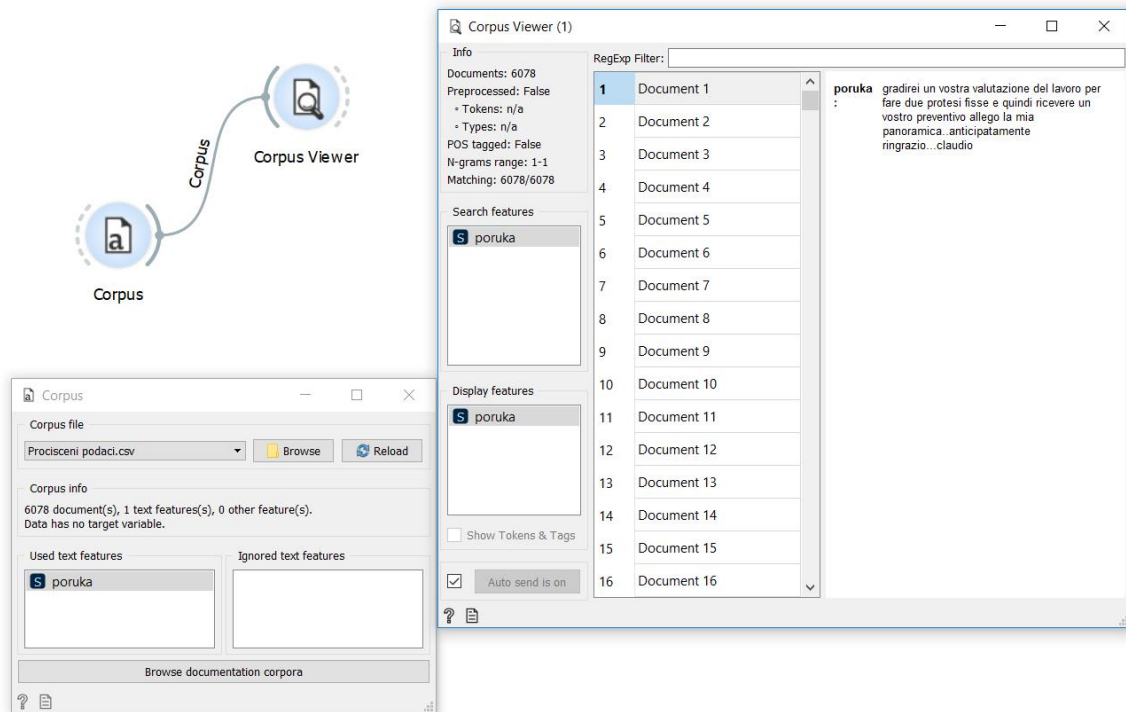 Corpus Viewer
Corpus
Corpus
Corpus Viewer (1)
Info
Documents: 6078
Preprocessed: False
◦ Tokens: n/a
◦ Types: n/a
POS tagged: False
N-grams range: 1-1
Matching: 6078/6078
Search features
S poruka
Display features
S poruka
Show Tokens & Tags
Auto send is on
RegExp Filter:
1 Document 1
2 Document 2
3 Document 3
4 Document 4
5 Document 5
6 Document 6
7 Document 7
8 Document 8
9 Document 9
10 Document 10
11 Document 11
12 Document 12
13 Document 13
14 Document 14
15 Document 15
16 Document 16
poruka gradirei un vostra valutazione del lavoro per
: fare due protesi fisse e quindi ricevere un
vostro preventivo allego la mia
panoramica..anticipatamente
ringrazio...claudio
?
a Corpus
Corpus file
Procisceni podaci.csv Browse Reload
Corpus info
6078 document(s), 1 text features(s), 0 other feature(s).
Data has no target variable.
Used text features Ignored text features
S poruka
Browse documentation corpora
?